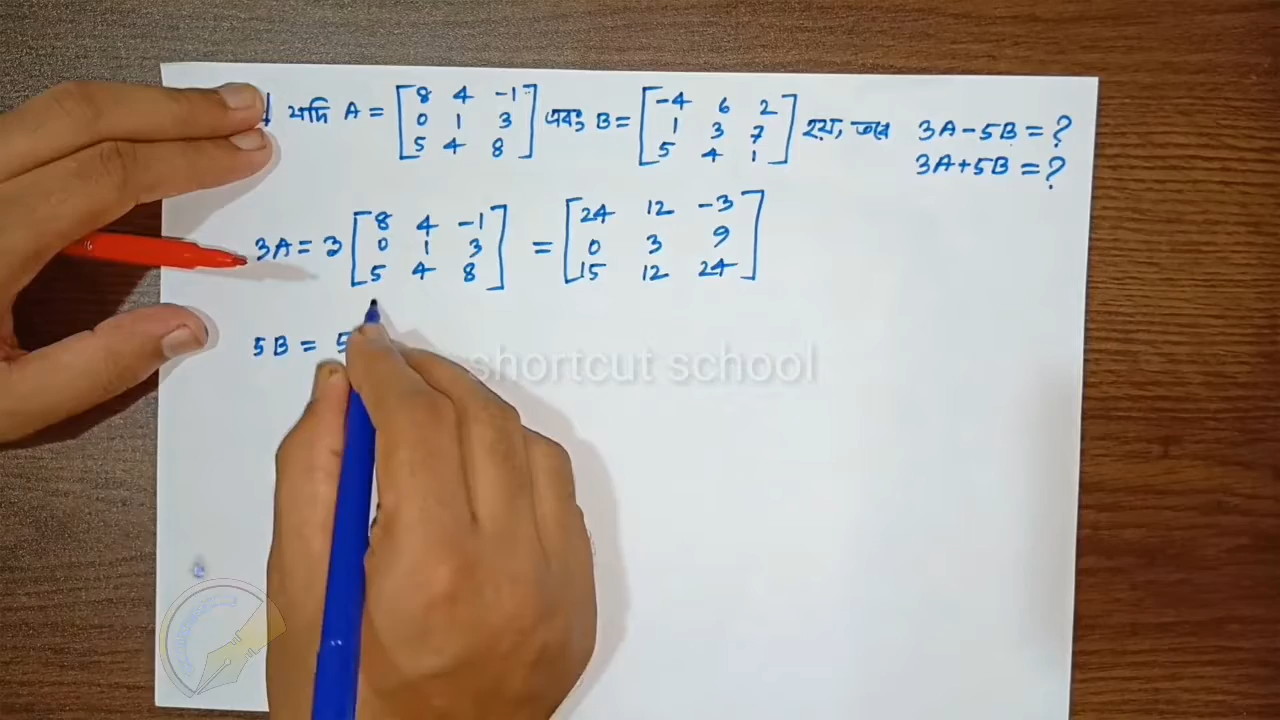 যদি A = [8 4 -1 এবং B = [-4 6 2 হয়, তবে 3A - 5B = ?
0 1 3 1 3 7
5 4 8] 5 4 1] 3A + 5B = ?
3A = 3 [8 4 -1 = [24 12 -3
0 1 3 0 3 9
5 4 8] 15 12 24]
5B = 5
shortcut school